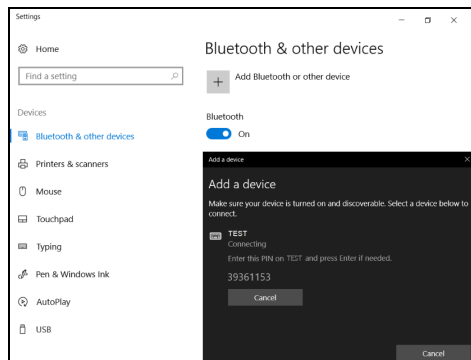 Settings
Home
Find a setting
Devices
Bluetooth & other devices
Printers & scanners
Mouse
Touchpad
Typing
Pen & Windows Ink
AutoPlay
USB
Bluetooth & other devices
Add Bluetooth or other device
Bluetooth
On
Add a device
Add a device
Make sure your device is turned on and discoverable. Select a device below to
connect.
TEST
Connecting
Enter this PIN on TEST and press Enter if needed.
39361153
Cancel
Cancel